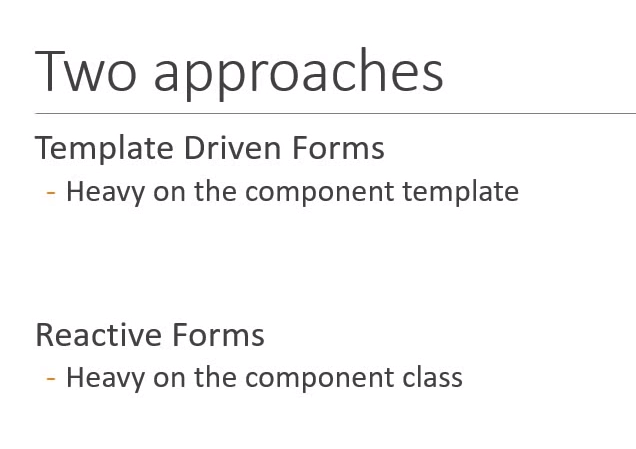 Two approaches
Template Driven Forms
- Heavy on the component template
Reactive Forms
- Heavy on the component class